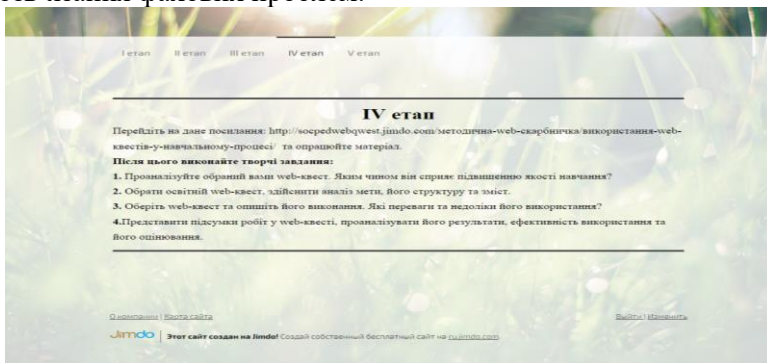 І етап ІІ етап ІІІ етап IV етап V етап
IV етап
Перейдіть на дане посилання: http://socpedwebqwest.jimdo.com/методична-web-скарбничка/використання-web-
квестів-у-навчальному-процесі/ та опрацюйте матеріал.
Після цього виконайте творчі завдання:
1. Проаналізуйте обраний вами web-квест. Яким чином він сприяє підвищенню якості навчання?
2. Обрати освітній web-квест, здійснити аналіз мети, його структуру та зміст.
3. Оберіть web-квест та опишіть його виконання. Які переваги та недоліки його використання?
4.Представити підсумки робіт у web-квесті, проаналізувати його результати, ефективність використання та
його оцінювання.
О компании | Карта сайта Выйти | Изменить
Jimdo Этот сайт создан на Jimdo! Создай собственный бесплатный сайт на ru.jimdo.com